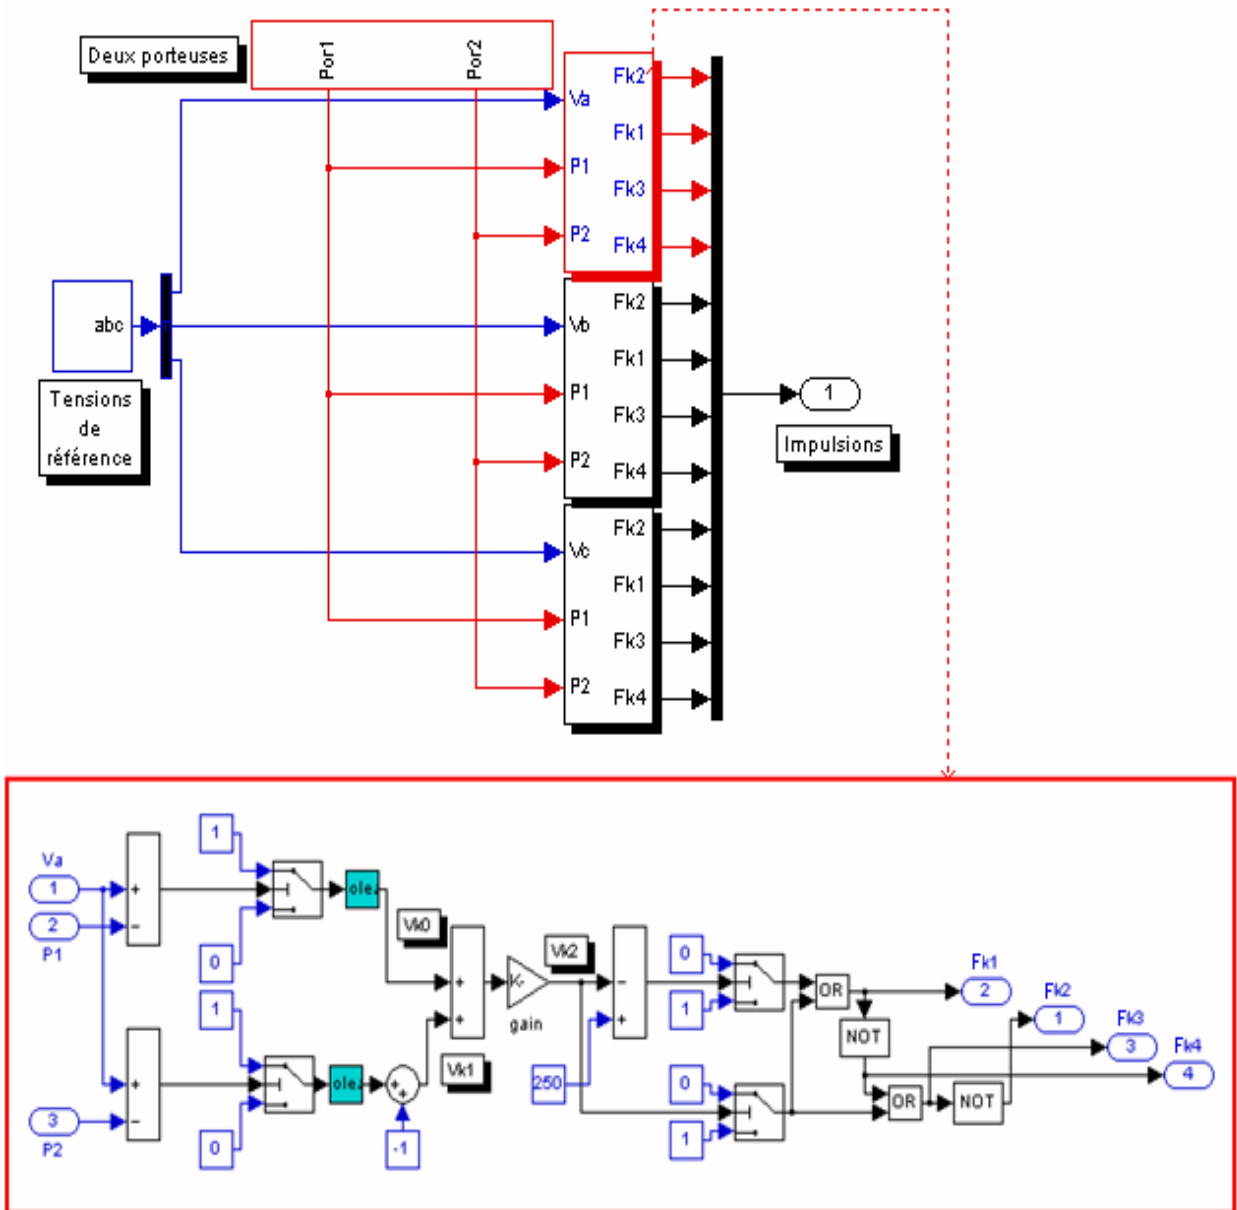 Deux porteuses
Por1
Por2
Va
P1
P2
Fk2
Fk1
Fk3
Fk4
abc
Tensions
de
référence
Vb
P1
P2
Fk2
Fk1
Fk3
Fk4
1
Impulsions
Vc
P1
P2
Fk2
Fk1
Fk3
Fk4
Va
1
2
P1
3
P2
+
-
1
0
ole
Vk0
+
-
1
0
ole
+
+
-1
Vk1
+
+
K-
gain
Vk2
250
-
+
0
1
0
1
OR
NOT
OR
NOT
Fk1
2
Fk2
1
Fk3
3
Fk4
4